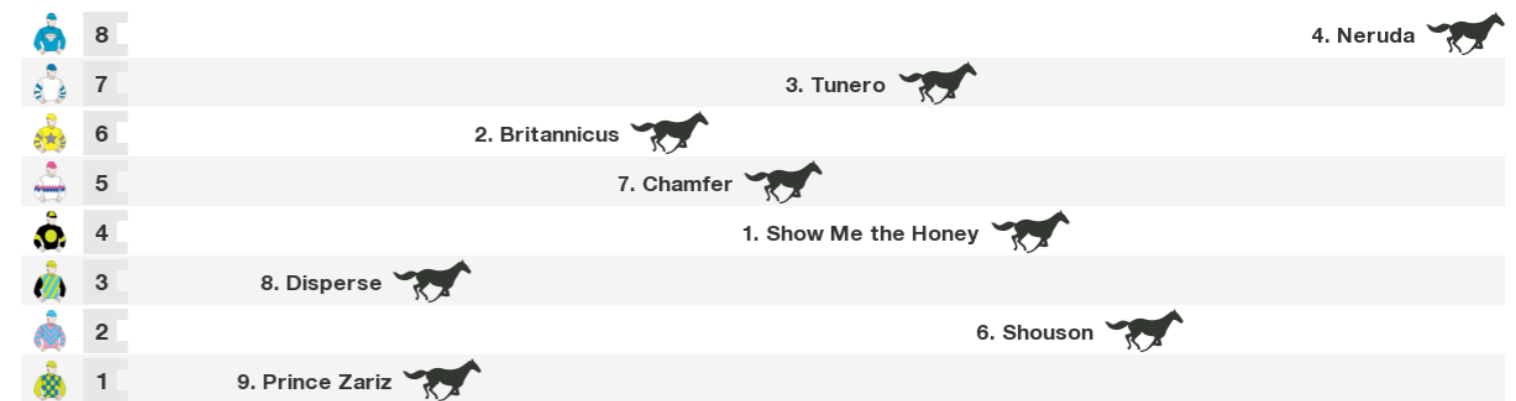 8 4. Neruda
7 3. Tunero
6 2. Britannicus
5 7. Chamfer
4 1. Show Me the Honey
3 8. Disperse
2 6. Shouson
1 9. Prince Zariz